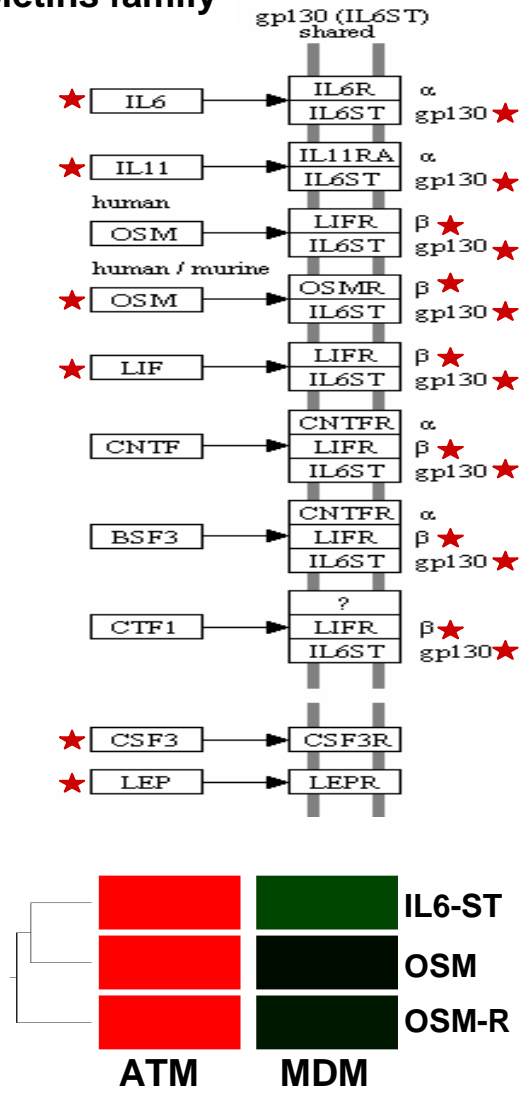 family
gp130 (IL6ST)
shared
IL6 IL6R α
IL6ST gp130
IL11 IL11RA α
IL6ST gp130
human
OSM LIFR β
IL6ST gp130
human / murine
OSM OSMR β
IL6ST gp130
LIF LIFR β
IL6ST gp130
CNTFR α
CNTF LIFR β
IL6ST gp130
CNTFR α
BSF3 LIFR β
IL6ST gp130
?
CTF1 LIFR β
IL6ST gp130
CSF3 CSF3R
LEP LEPR
IL6-ST
OSM
OSM-R
ATM MDM